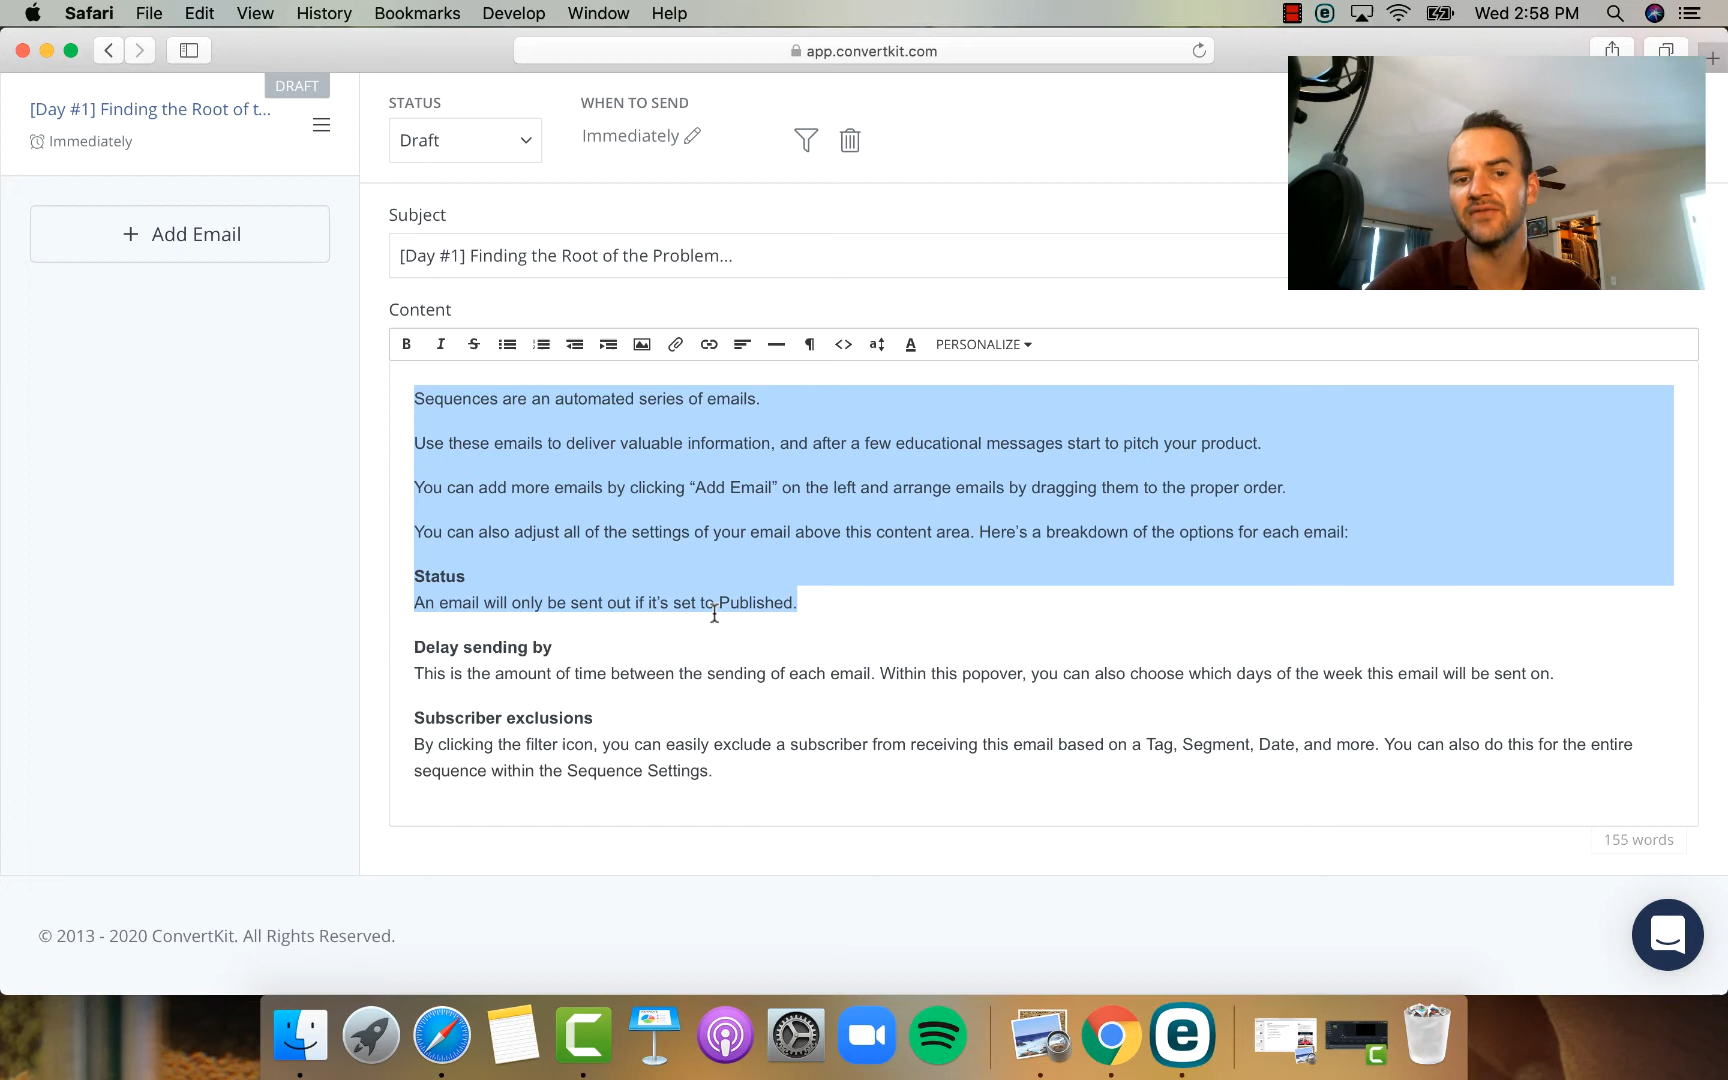 Safari File Edit View History Bookmarks Develop Window Help Wed 2:58 PM
app.convertkit.com
DRAFT
[Day #1] Finding the Root of t...
Immediately
+ Add Email
STATUS
WHEN TO SEND
Draft
Immediately
Subject
[Day #1] Finding the Root of the Problem...
Content
B I S PERSONALIZE
Sequences are an automated series of emails.
Use these emails to deliver valuable information, and after a few educational messages start to pitch your product.
You can add more emails by clicking “Add Email” on the left and arrange emails by dragging them to the proper order.
You can also adjust all of the settings of your email above this content area. Here’s a breakdown of the options for each email:
Status
An email will only be sent out if it’s set to Published.
Delay sending by
This is the amount of time between the sending of each email. Within this popover, you can also choose which days of the week this email will be sent on.
Subscriber exclusions
By clicking the filter icon, you can easily exclude a subscriber from receiving this email based on a Tag, Segment, Date, and more. You can also do this for the entire
sequence within the Sequence Settings.
155 words
© 2013 - 2020 ConvertKit. All Rights Reserved.